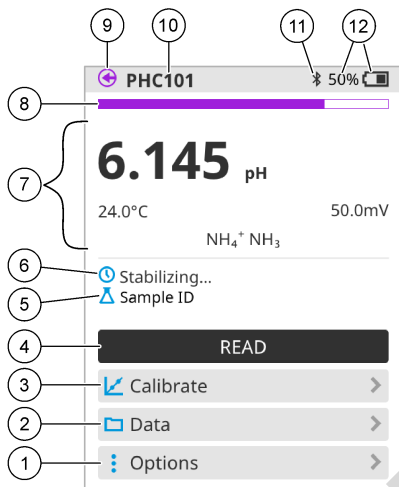 9 10 11 12
PHC101 50%
8
6.145 pH
7
24.0°C 50.0mV
NH₄⁺ NH₃
6 Stabilizing...
5 Sample ID
4 READ
3 Calibrate
2 Data
1 Options